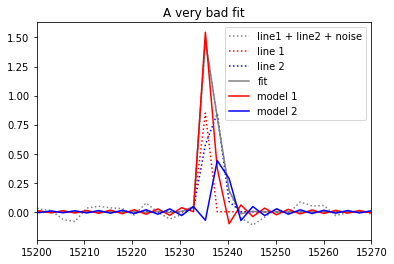 A very bad fit
line1 + line2 + noise
line 1
line 2
fit
model 1
model 2
1.50
1.25
1.00
0.75
0.50
0.25
0.00
15200 15210 15220 15230 15240 15250 15260 15270